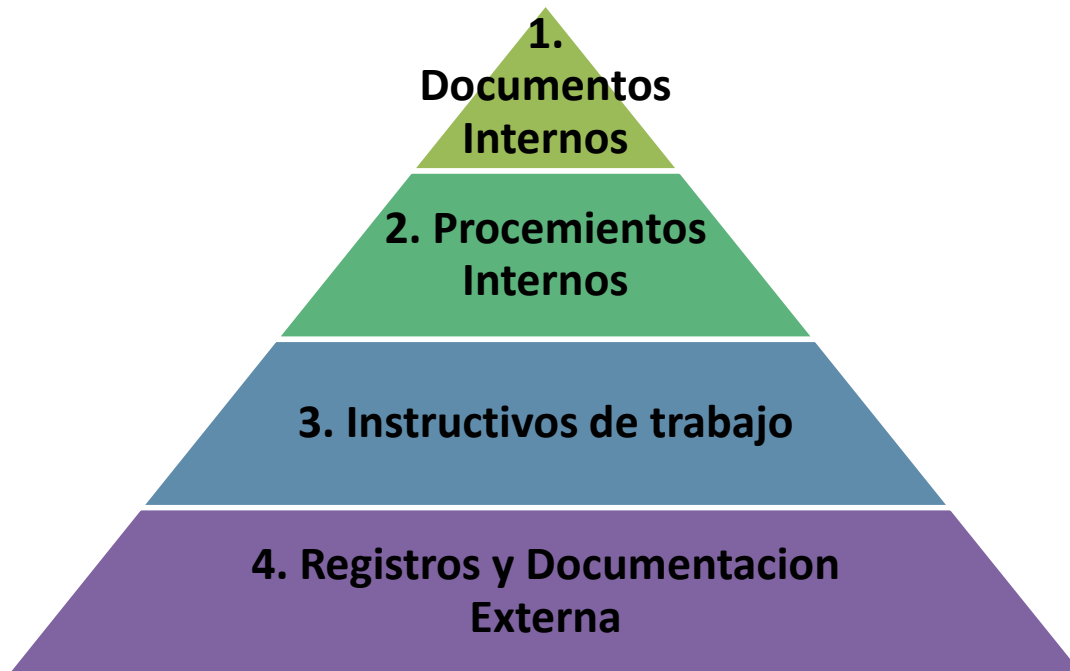 1.
Documentos
Internos
2. Procemientos
Internos
3. Instructivos de trabajo
4. Registros y Documentacion
Externa